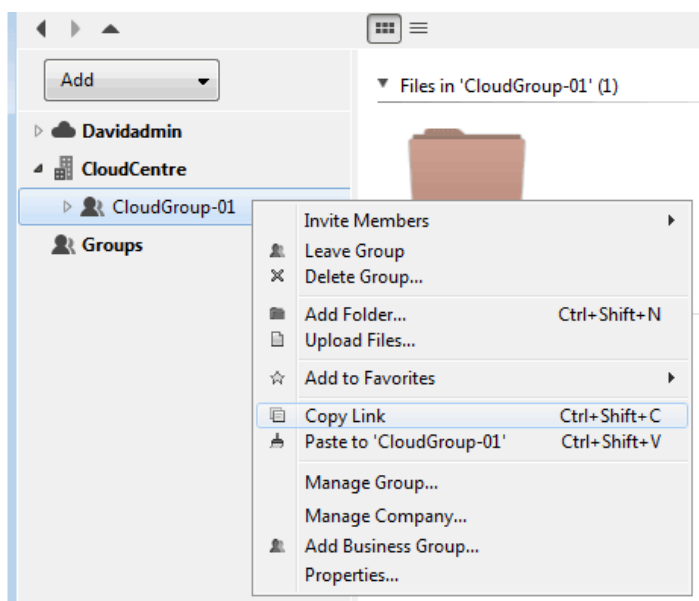 Add
Files in 'CloudGroup-01' (1)
Davidadmin
CloudCentre
CloudGroup-01
Groups
Invite Members
Leave Group
Delete Group...
Add Folder... Ctrl+Shift+N
Upload Files...
Add to Favorites
Copy Link Ctrl+Shift+C
Paste to 'CloudGroup-01' Ctrl+Shift+V
Manage Group...
Manage Company...
Add Business Group...
Properties...